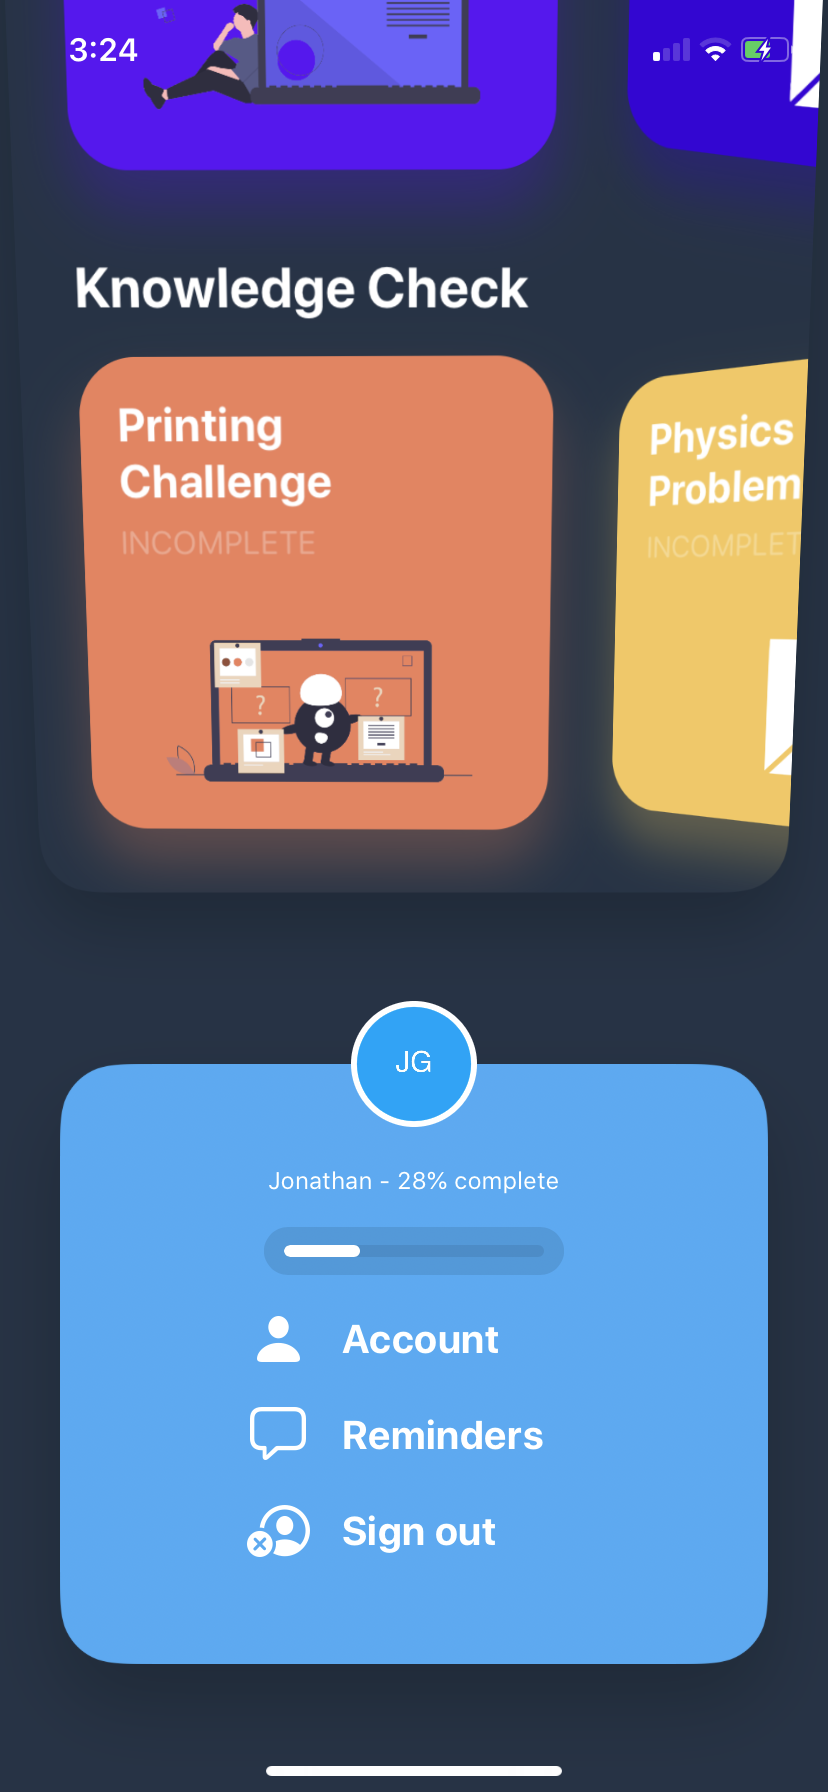 3:24
Knowledge Check
Printing
Challenge
INCOMPLETE
Physics
Problem
INCOMPLET
?
?
JG
Jonathan - 28% complete
Account
Reminders
Sign out